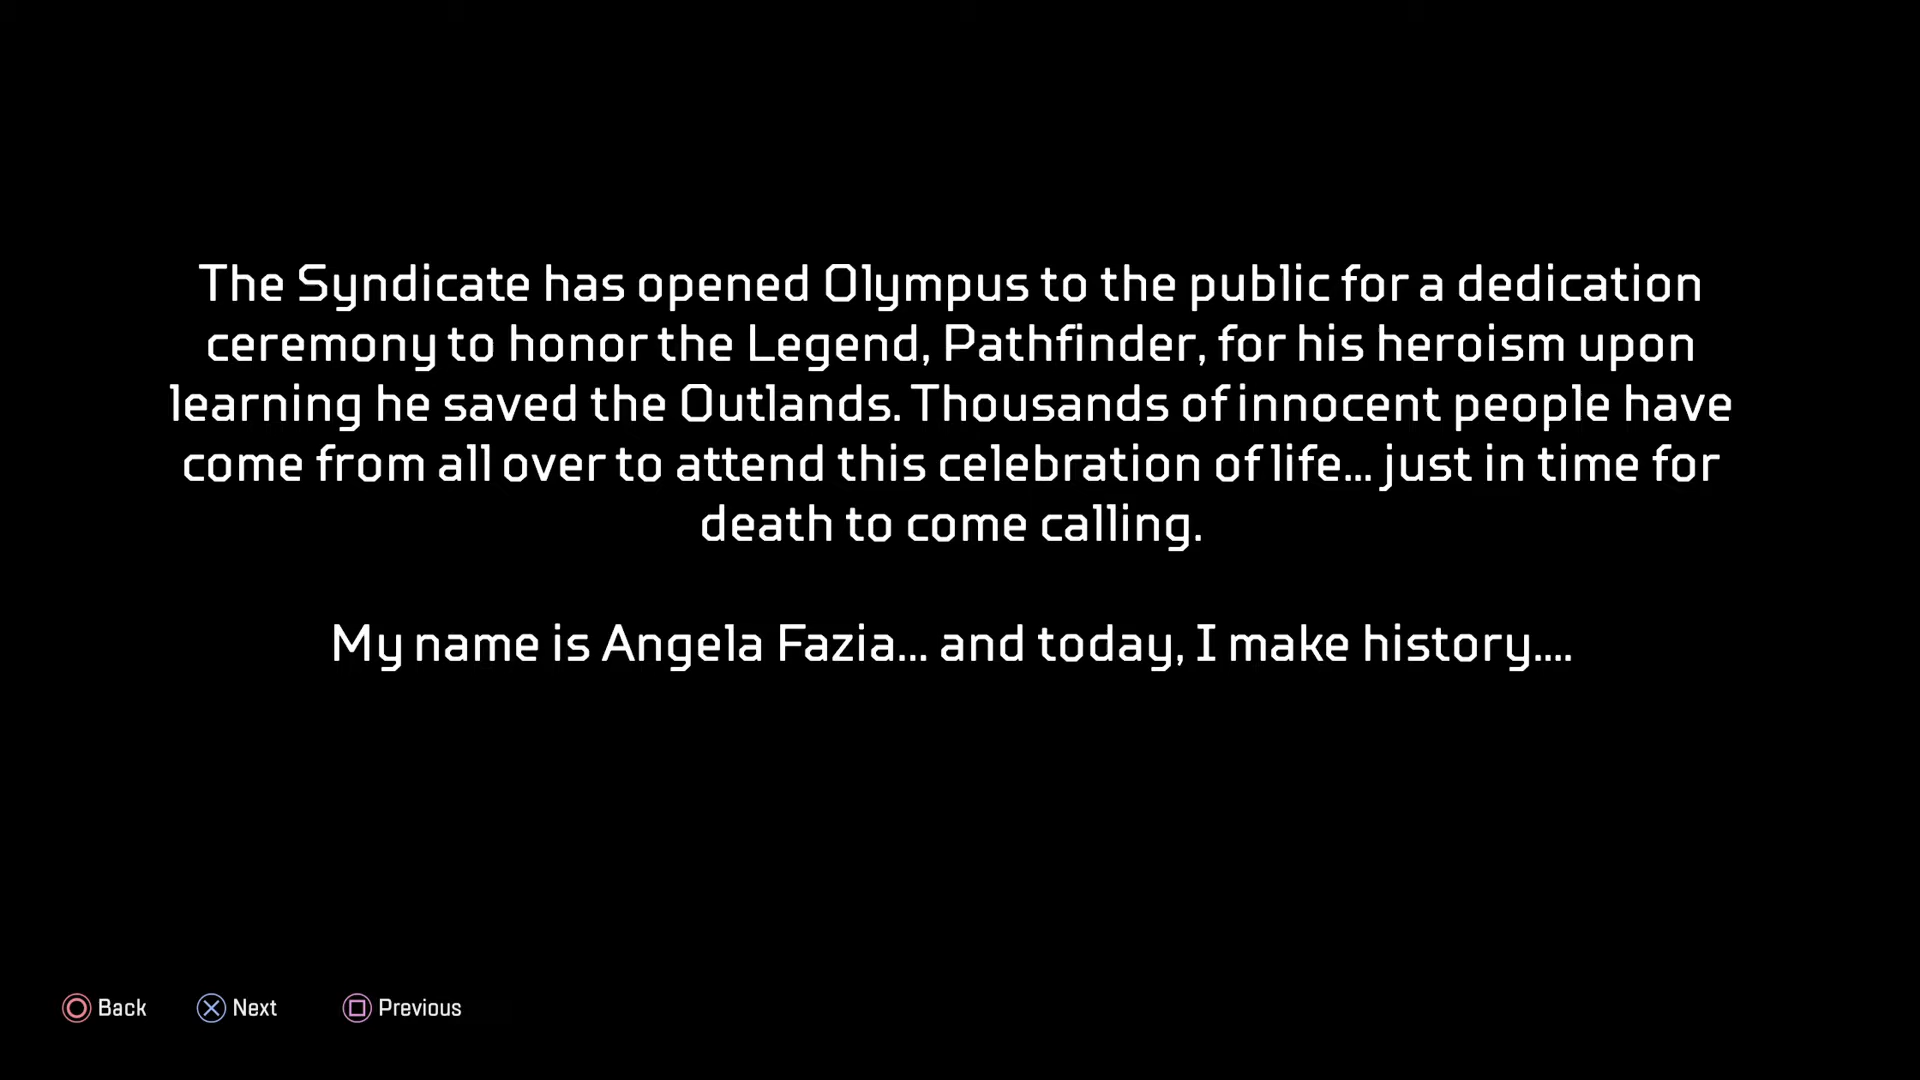 The Syndicate has opened Olympus to the public for a dedication
ceremony to honor the Legend, Pathfinder, for his heroism upon
learning he saved the Outlands. Thousands of innocent people have
come from all over to attend this celebration of life... just in time for
death to come calling.
My name is Angela Fazia... and today, I make history....
Back Next Previous